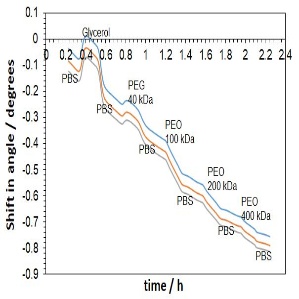 0.1
Glycerol
0
0 0.2 0.4 0.6 0.8 1 1.2 1.4 1.6 1.8 2 2.2 2.4
-0.1
-0.2
-0.3
-0.4
-0.5
-0.6
-0.7
-0.8
-0.9
Shift in angle / degrees
PBS
PBS
PEG
40 kDa
PBS
PEO
100 kDa
PBS
PEO
200 kDa
PBS
PEO
400 kDa
PBS
time / h